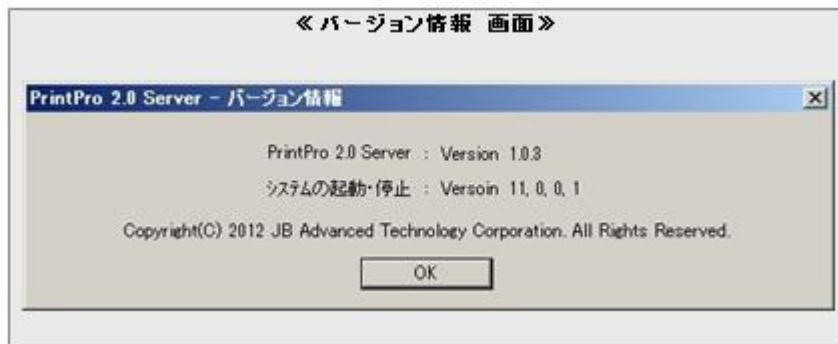 ≪バージョン情報 画面≫
PrintPro 2.0 Server - バージョン情報
PrintPro 2.0 Server : Version 1.0.3
システムの起動・停止 : Versoin 11, 0, 0, 1
Copyright(C) 2012 JB Advanced Technology Corporation. All Rights Reserved.
OK